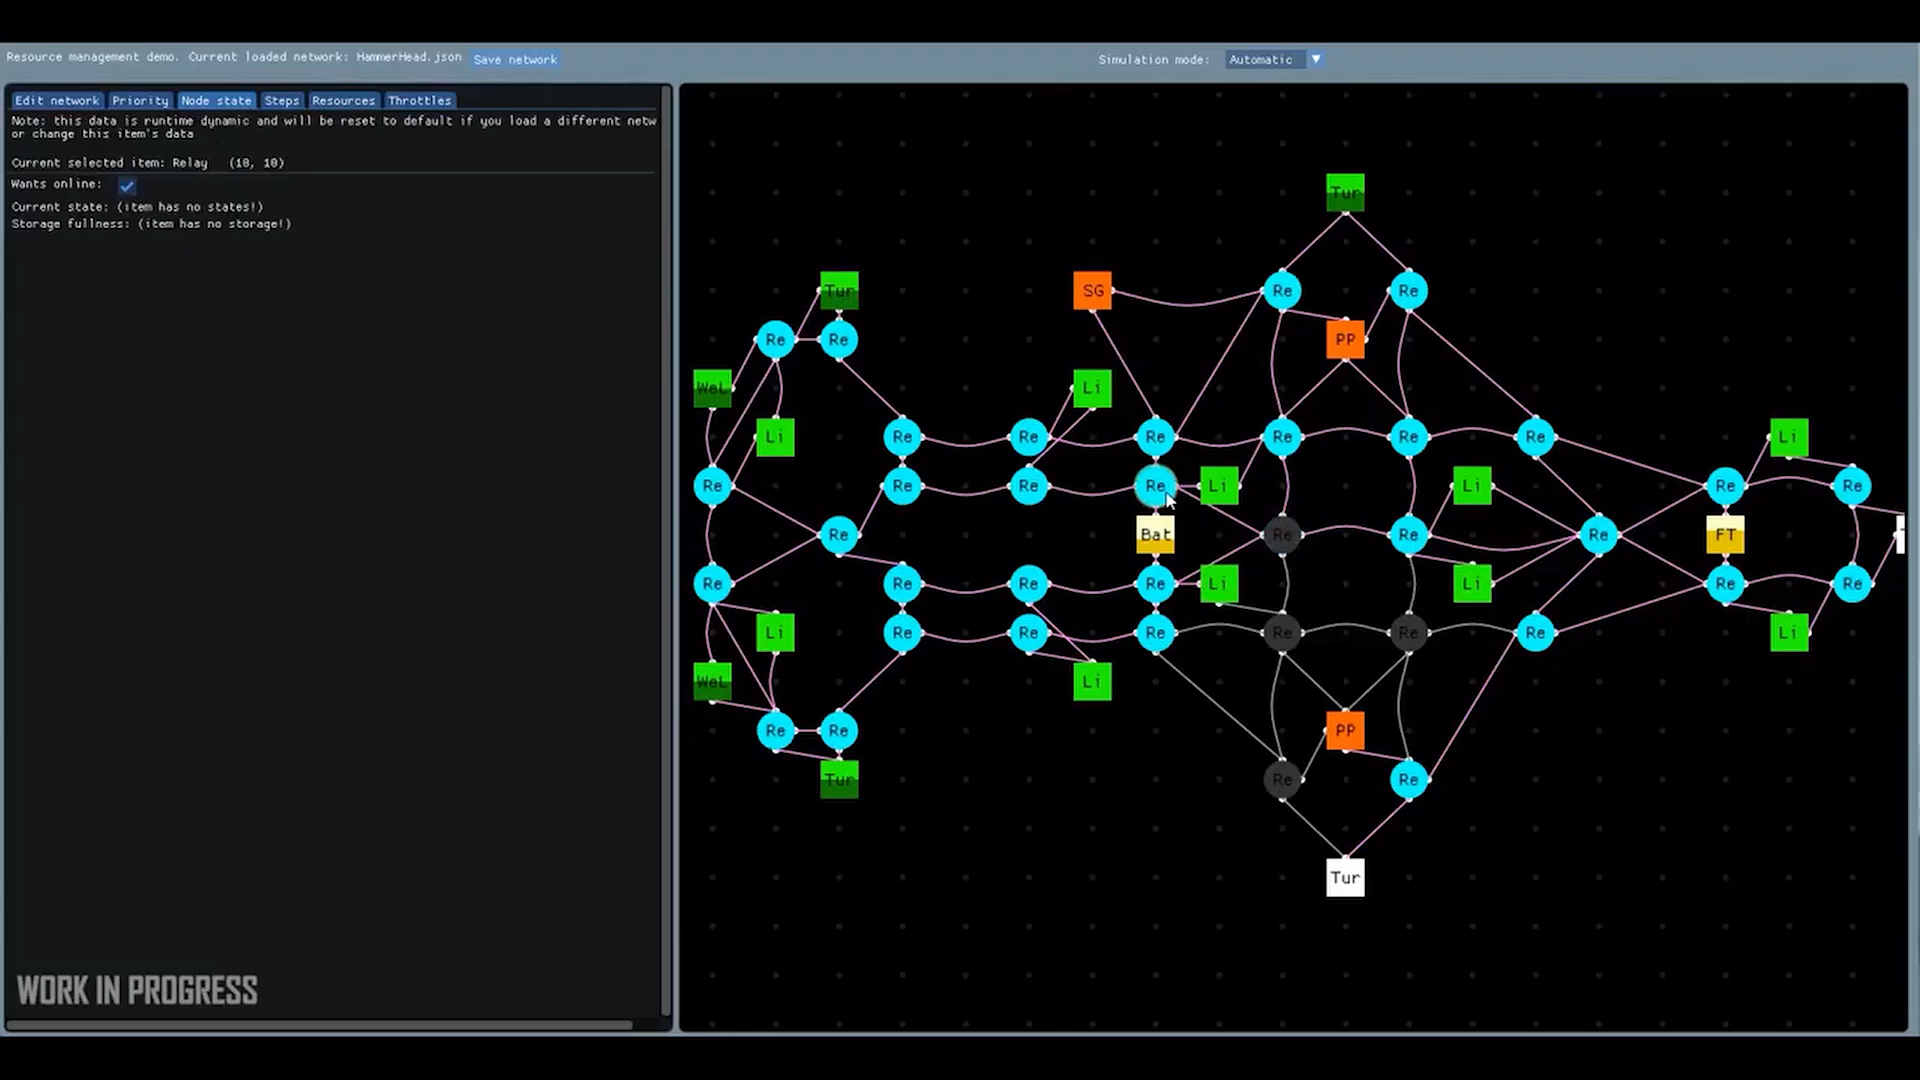 Resource management demo. Current loaded network: HammerHead.json Save network Simulation mode: Automatic
Edit network Priority Node state Steps Resources Throttles
Note: this data is runtime dynamic and will be reset to default if you load a different netw
or change this item's data
Current selected item: Relay (10, 10)
Wants online:
Current state: (item has no states!)
Storage fullness: (item has no storage!)
Tur
Tur SG Re Re
Re Re PP
WeL Li
Li Re Re Re Re Re Re Li
Re Re Re Re Li Li Re Re
Re Bat Re Re Re FT
Re Re Re Re Li Li Re Re
Li Re Re Re Re Re Re Li
WeL Li
Re Re PP
Tur Re Re
Tur
WORK IN PROGRESS